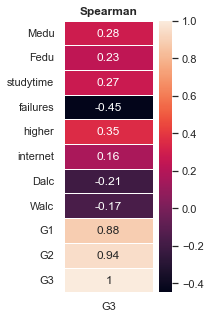 Spearman
Medu 0.28
Fedu 0.23
studytime 0.27
failures -0.45
higher 0.35
internet 0.16
Dalc -0.21
Walc -0.17
G1 0.88
G2 0.94
G3 1
G3
1.0
0.8
0.6
0.4
0.2
0.0
−0.2
−0.4